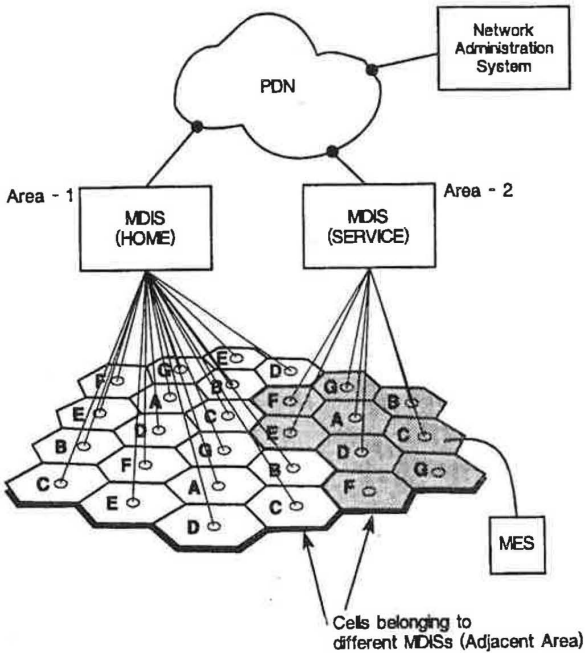 Network
Administration
System
PDN
Area - 1
MDIS
(HOME)
MDIS
(SERVICE)
Area - 2
E
G
D
F
B
G
A
F
B
E
C
A
D
E
C
B
G
D
F
B
G
C
A
F
E
C
D
MES
Cells belonging to
different MDISs (Adjacent Area)